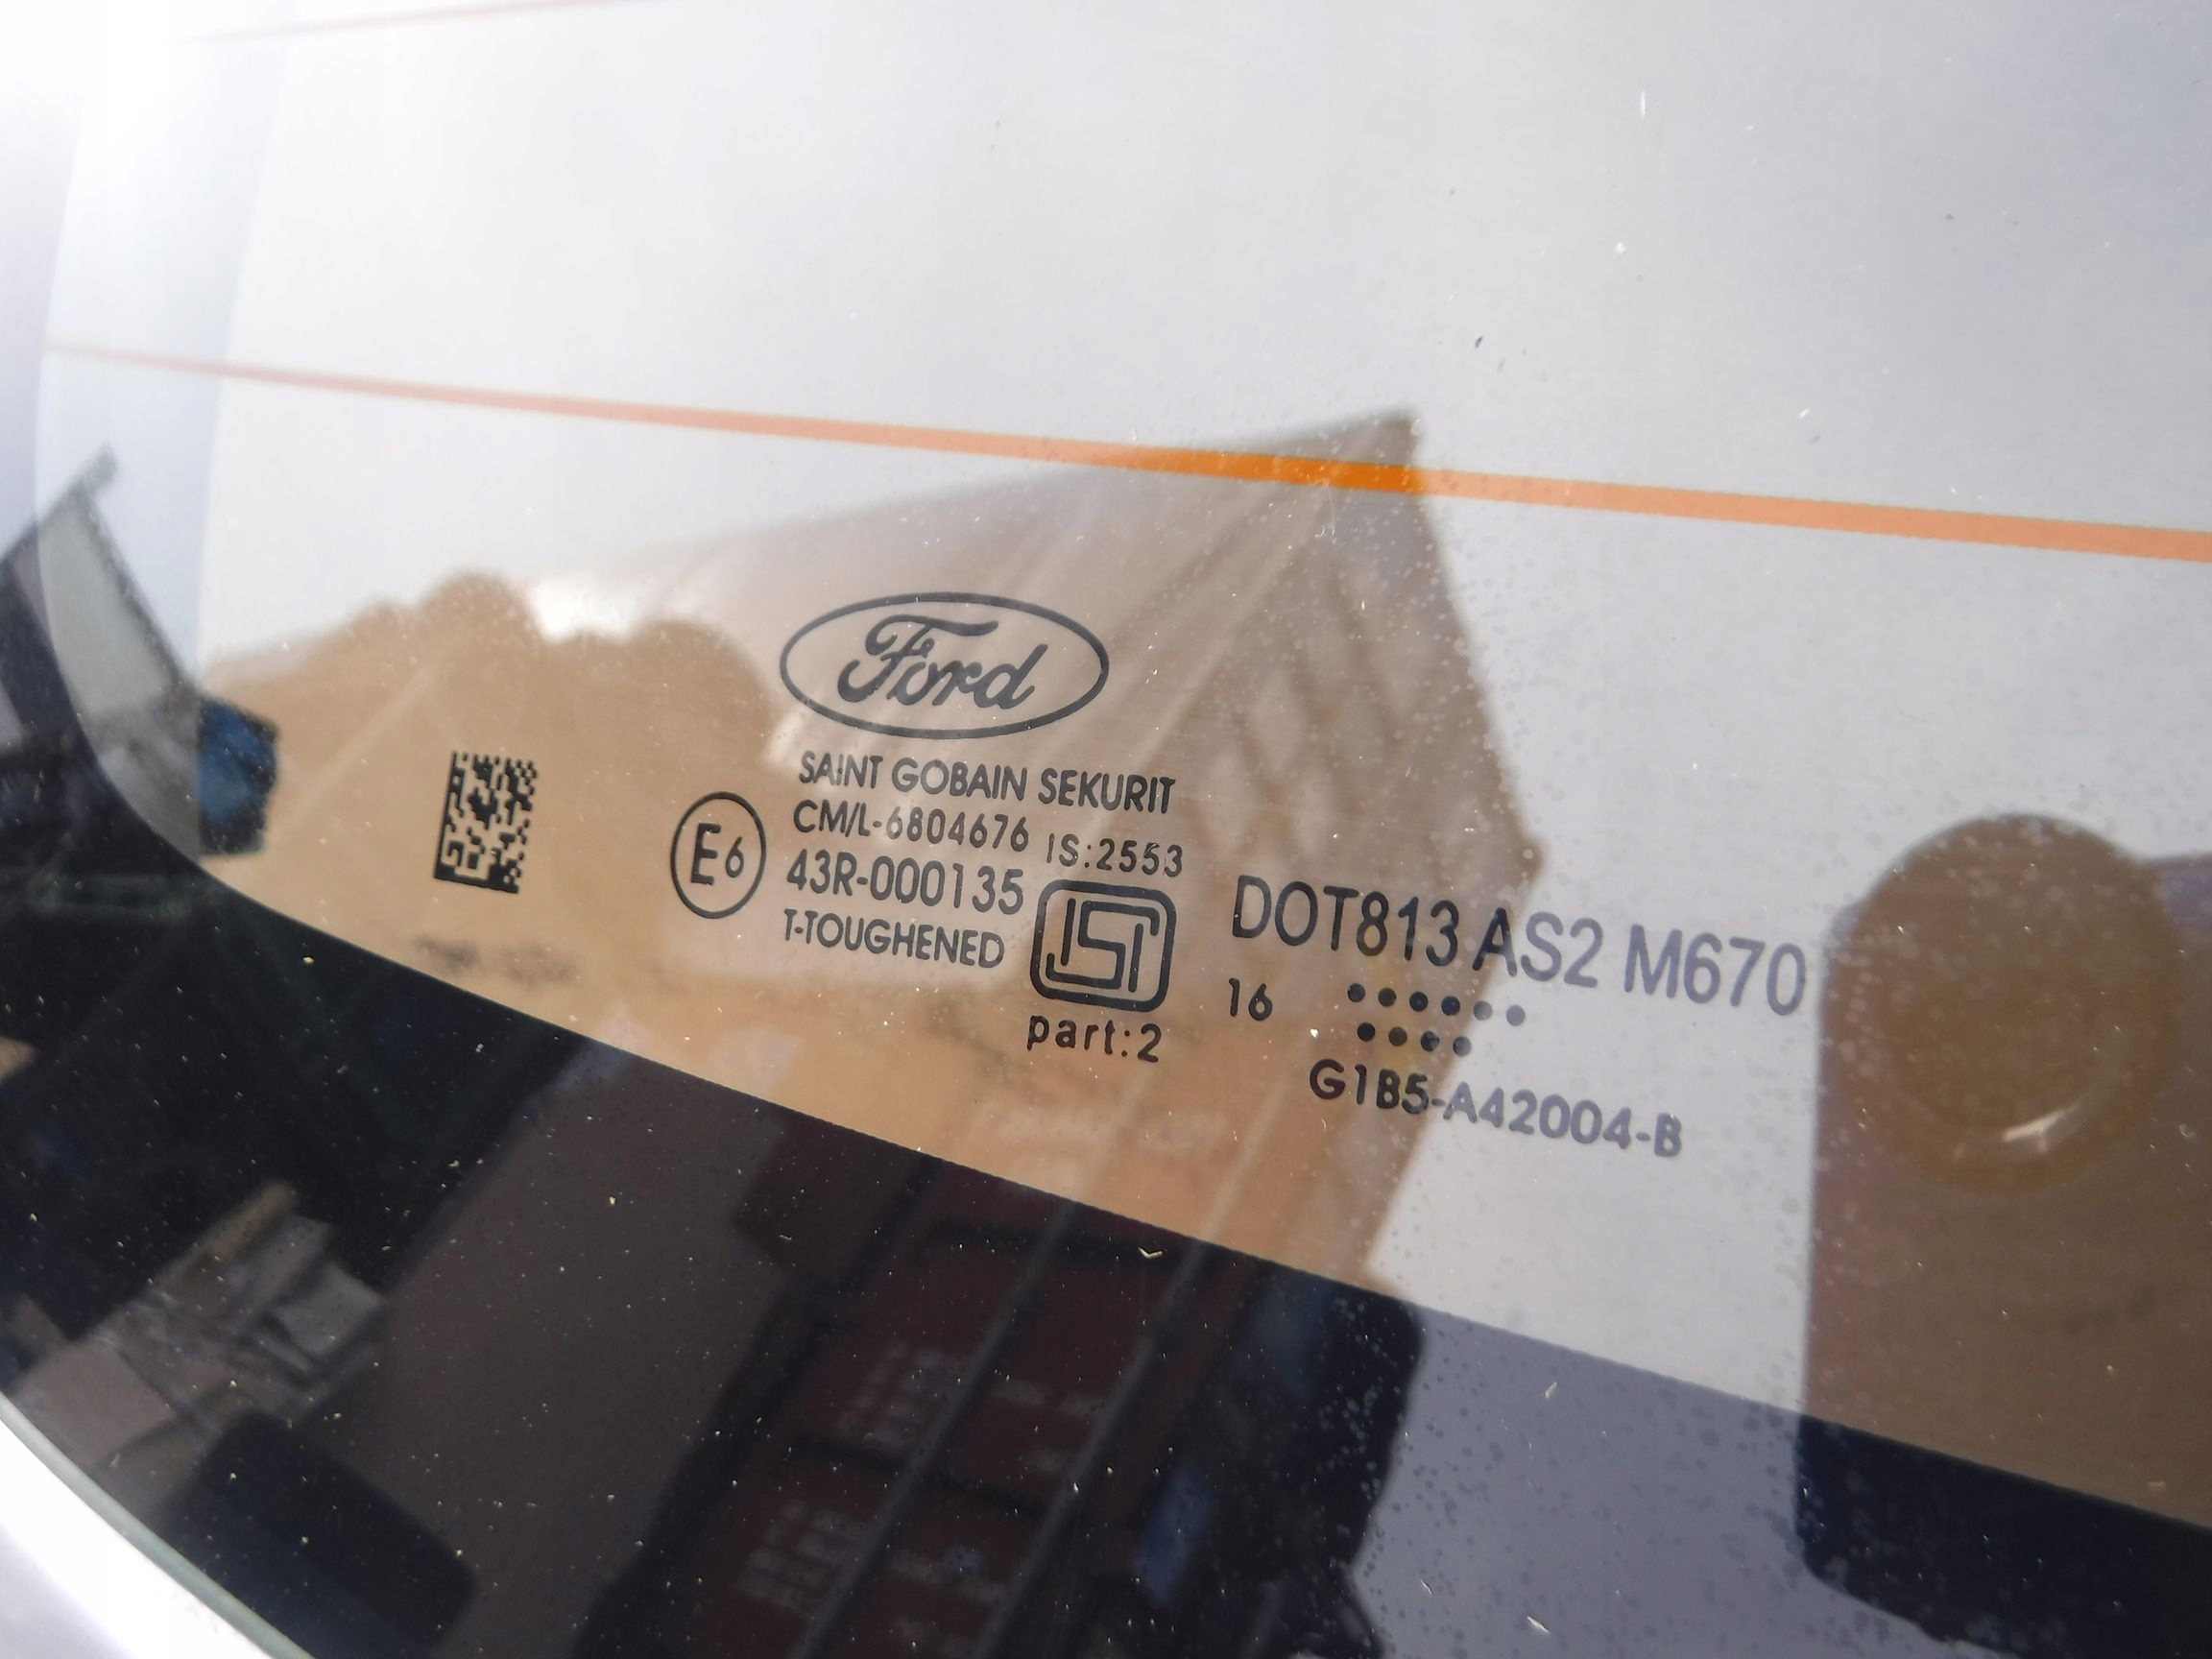 Ford
SAINT GOBAIN SEKURIT
CM/L-6804676 IS:2553
E6
43R-000135
T-TOUGHENED
ISI
part:2
DOT813 AS2 M670
16
G1B5-A42004-B